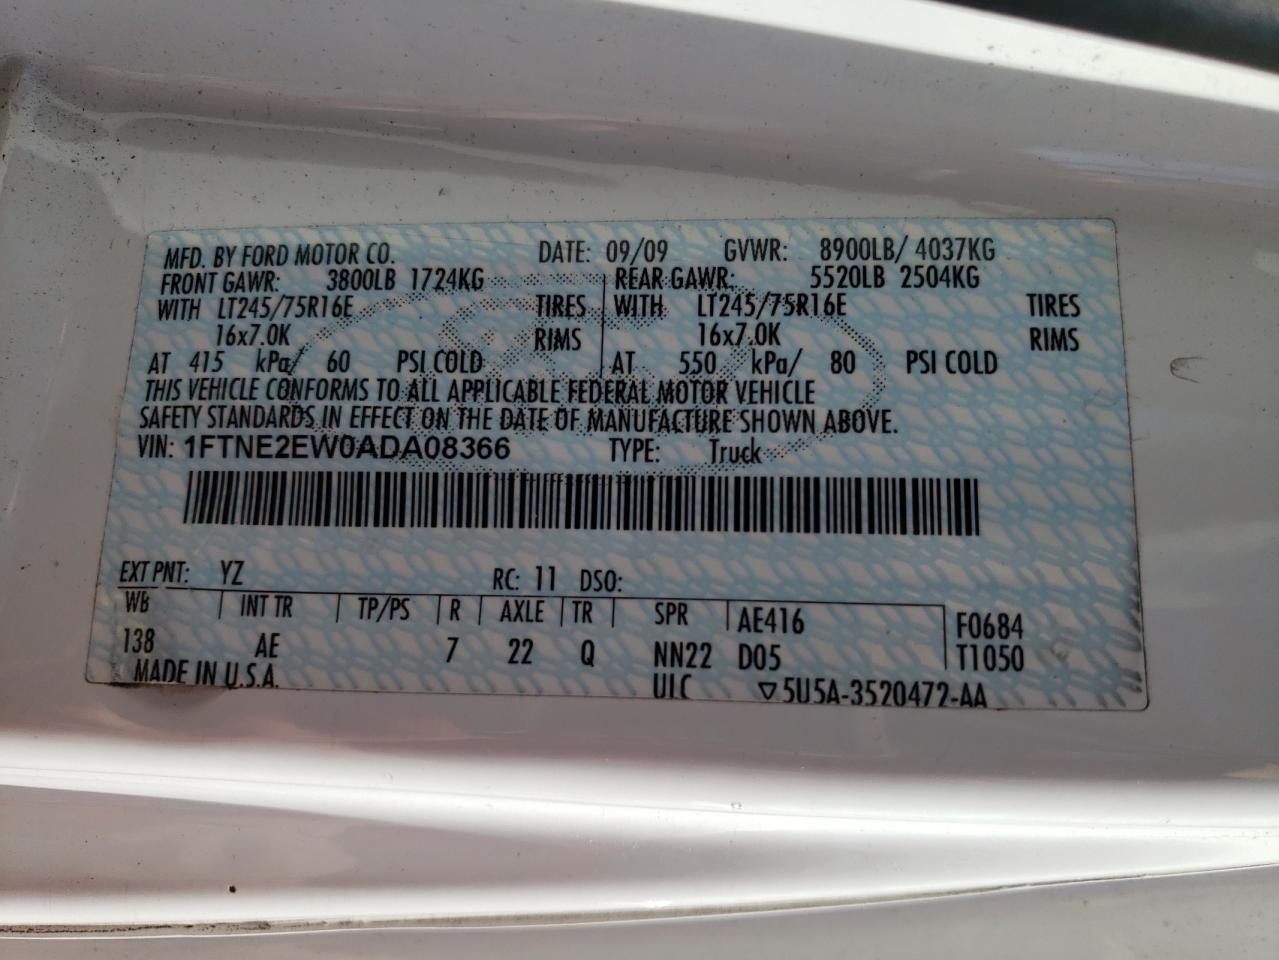 MFD. BY FORD MOTOR CO. DATE: 09/09 GVWR: 8900LB/ 4037KG
FRONT GAWR: 3800LB 1724KG REAR GAWR: 5520LB 2504KG
WITH LT245/75R16E TIRES WITH LT245/75R16E TIRES
16x7.0K RIMS 16x7.0K RIMS
AT 415 kPa/ 60 PSI COLD AT 550 kPa/ 80 PSI COLD
THIS VEHICLE CONFORMS TO ALL APPLICABLE FEDERAL MOTOR VEHICLE
SAFETY STANDARDS IN EFFECT ON THE DATE OF MANUFACTURE SHOWN ABOVE.
VIN: 1FTNE2EW0ADA08366 TYPE: Truck
EXT PNT: YZ RC: 11 DSO:
WB INT TR TP/PS R AXLE TR SPR AE416 F0684
138 AE 7 22 Q NN22 D05 T1050
MADE IN U.S.A. ULC ▽5U5A-3520472-AA